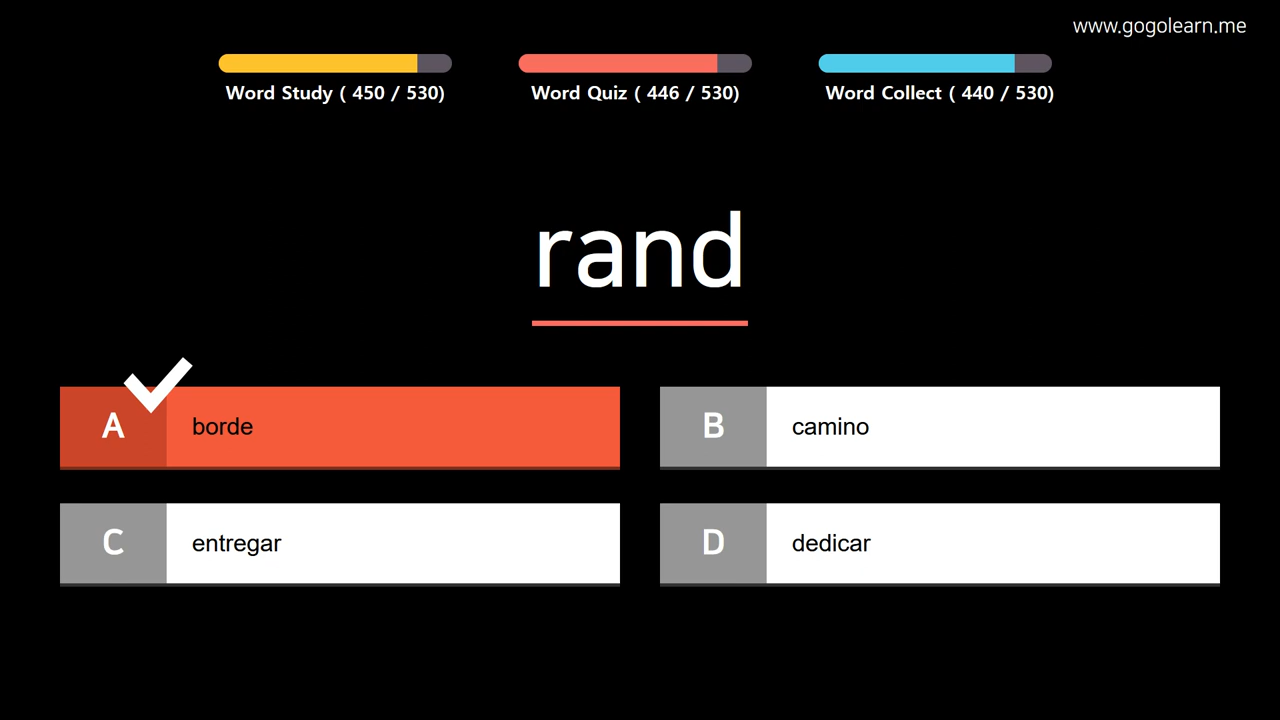 www.gogolearn.me
Word Study ( 450 / 530)
Word Quiz ( 446 / 530)
Word Collect ( 440 / 530)
rand
A borde
B camino
C entregar
D dedicar